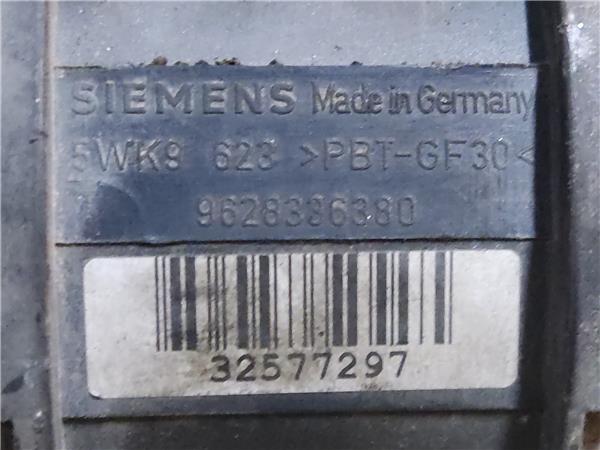 SIEMENS Made in Germany
5WK9 623 >PBT-GF30<
9628336380
32577297